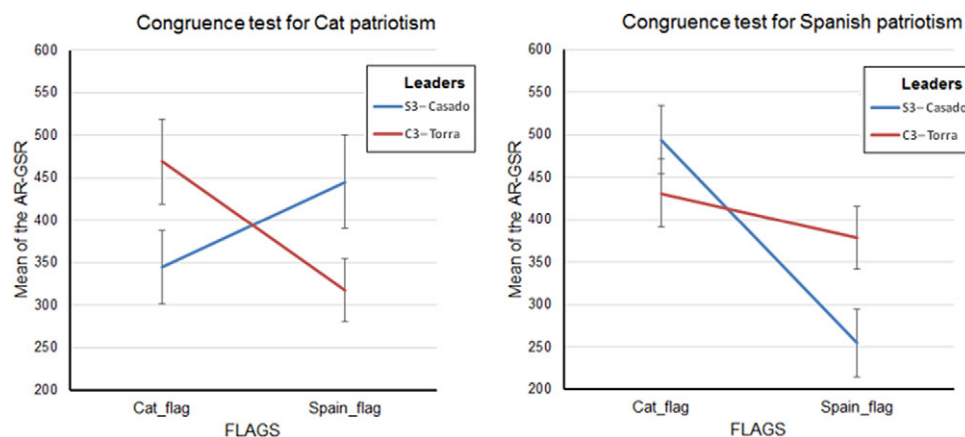 Congruence test for Cat patriotism
600
550
500
450
400
350
300
250
200
Mean of the AR-GSR
Leaders
S3– Casado
C3– Torra
Cat_flag
Spain_flag
FLAGS
Congruence test for Spanish patriotism
600
550
500
450
400
350
300
250
200
Mean of the AR-GSR
Leaders
S3– Casado
C3– Torra
Cat_flag
Spain_flag
FLAGS